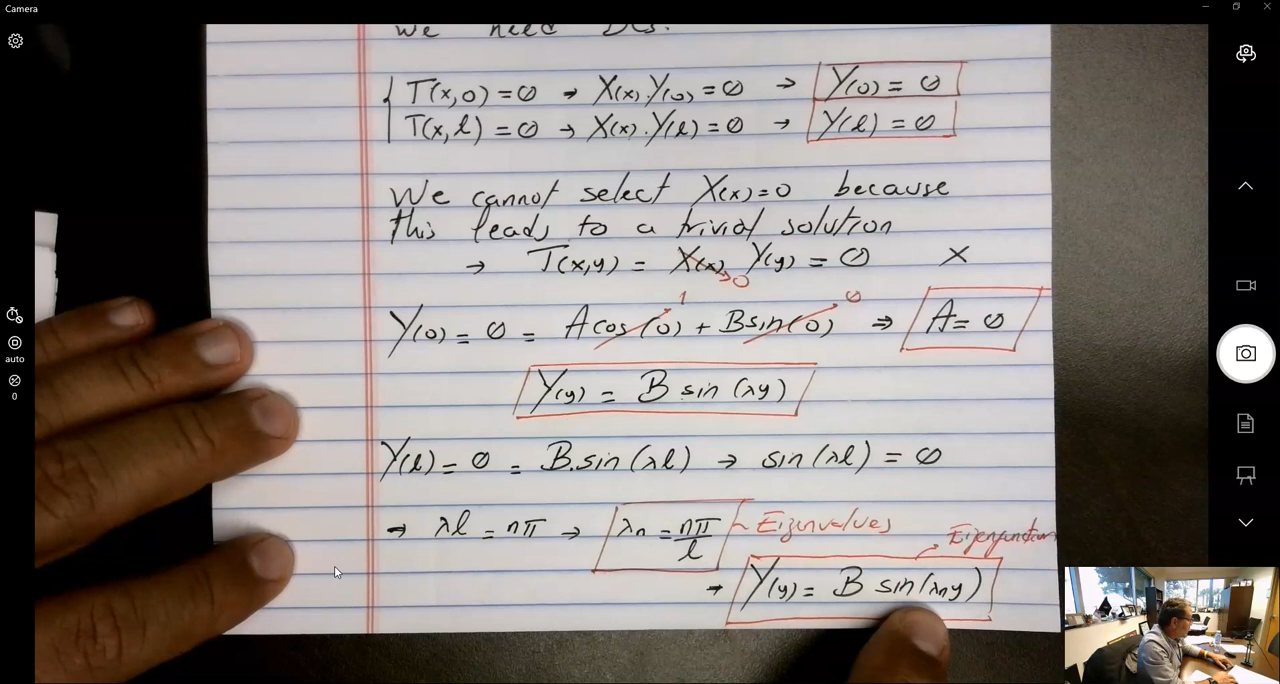 Camera
we need BCs.
T(x,0) = 0 → X(x).Y(0) = 0 → Y(0) = 0
T(x,l) = 0 → X(x).Y(l) = 0 → Y(l) = 0
We cannot select X(x)=0 because
this leads to a trivial solution
→ T(x,y) = X(x) Y(y) = 0 ×
0
1 0
Y(0) = 0 = A cos(0) + B sin(0) ⇒ A = 0
Y(y) = B sin(λy)
Y(l) = 0 = B.sin(λl) → sin(λl) = 0
→ λl = nπ → λn = nπ/l ~ Eigenvalues
→ Eigenfunction
→ Y(y) = B sin(λny)
auto
0